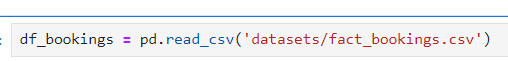 df_bookings = pd.read_csv('datasets/fact_bookings.csv')